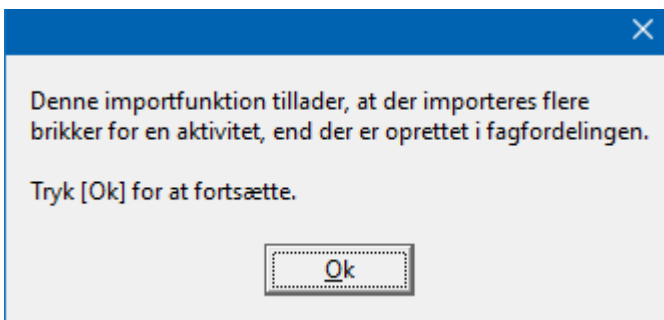 Denne importfunktion tillader, at der importeres flere
brikker for en aktivitet, end der er oprettet i fagfordelingen.
Tryk [Ok] for at fortsætte.
Ok